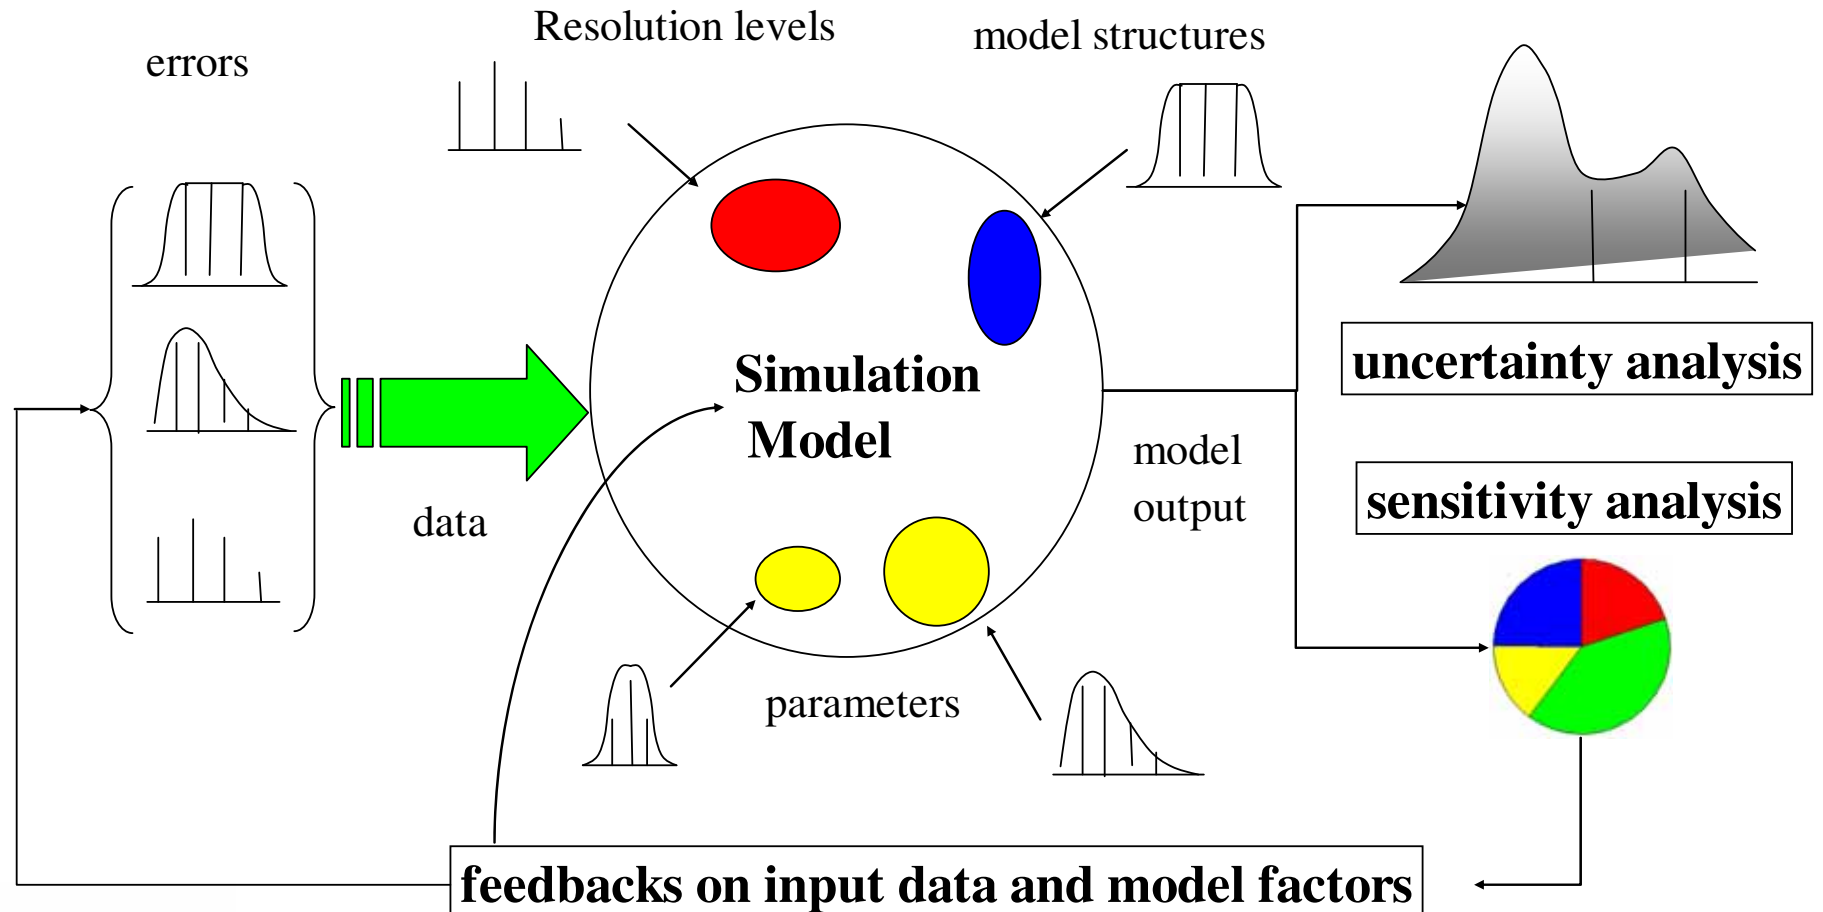 Resolution levels
model structures
errors
Simulation
Model
uncertainty analysis
model
output
sensitivity analysis
data
parameters
feedbacks on input data and model factors